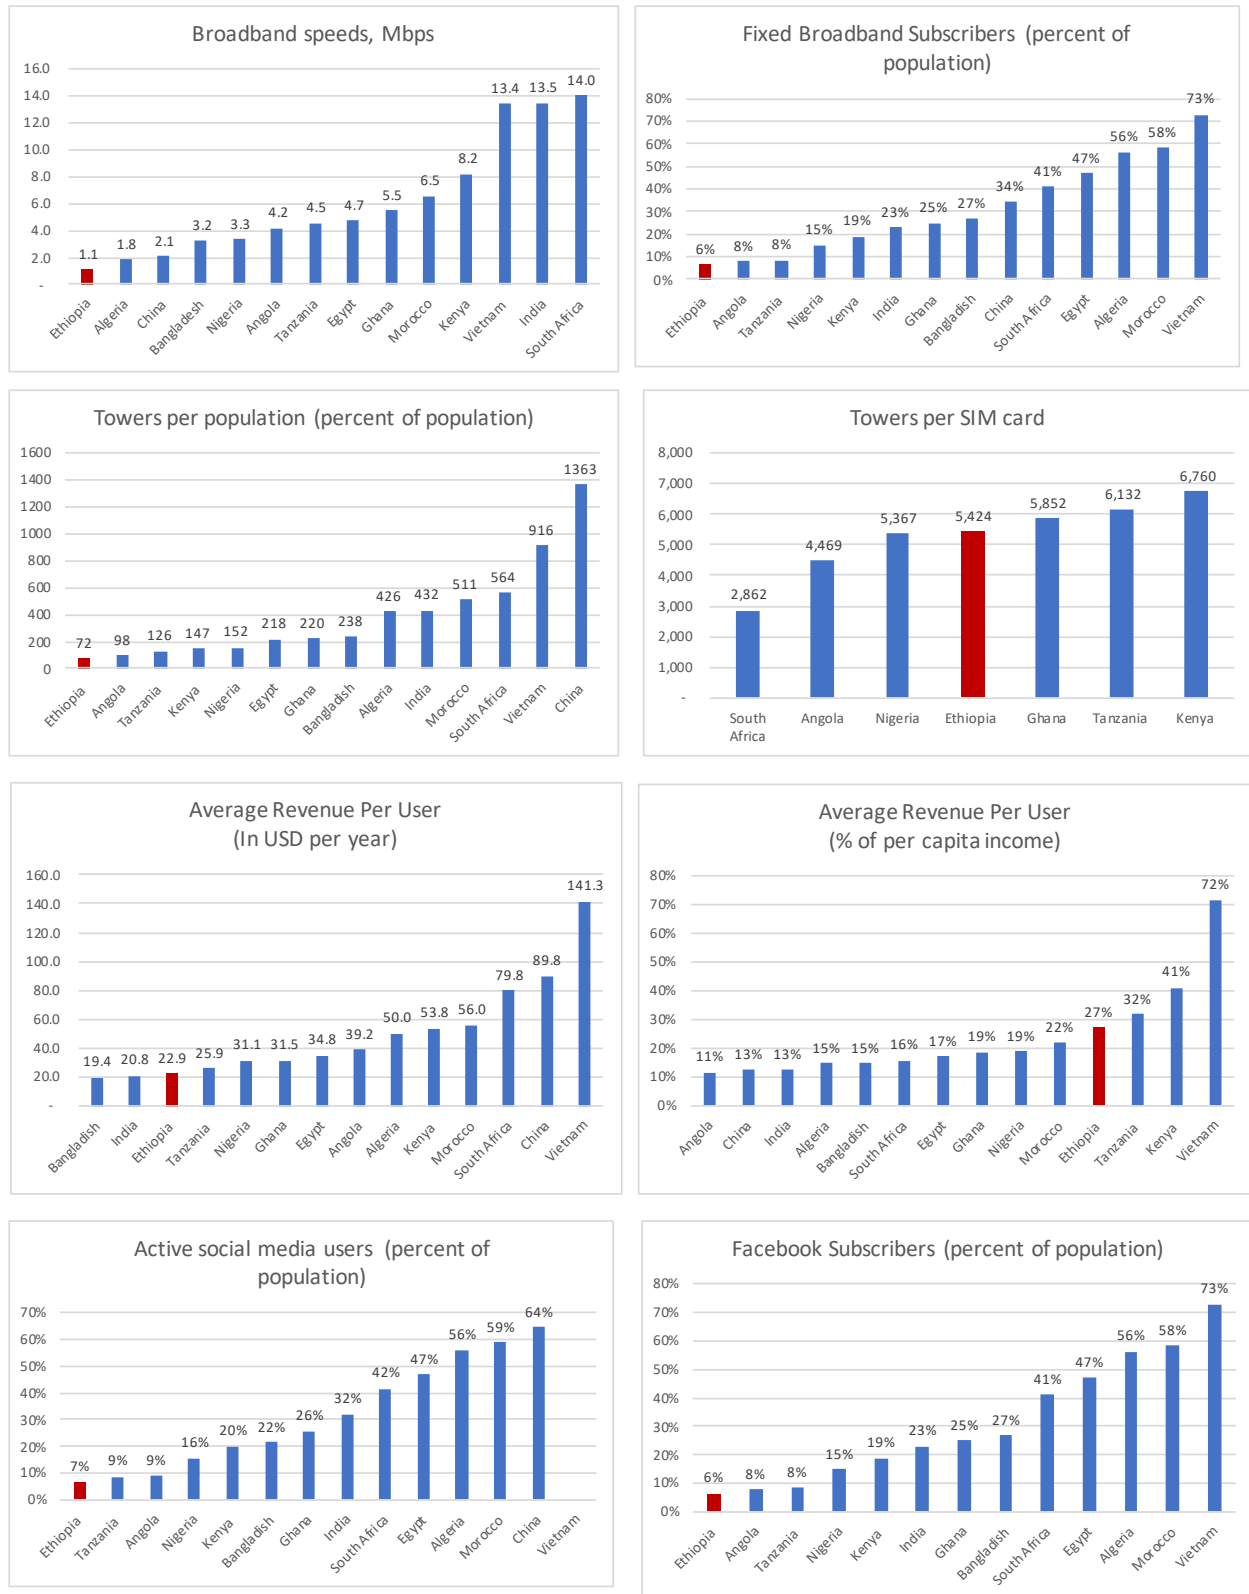 Broadband speeds, Mbps
16.0
14.0
12.0
10.0
8.0
6.0
4.0
2.0
-
1.1
1.8
2.1
3.2
3.3
4.2
4.5
4.7
5.5
6.5
8.2
13.4
13.5
14.0
Ethiopia
Algeria
China
Bangladesh
Nigeria
Angola
Tanzania
Egypt
Ghana
Morocco
Kenya
Vietnam
India
South Africa
Fixed Broadband Subscribers (percent of
population)
80%
70%
60%
50%
40%
30%
20%
10%
0%
6%
8%
8%
15%
19%
23%
25%
27%
34%
41%
47%
56%
58%
73%
Ethiopia
Angola
Tanzania
Nigeria
Kenya
India
Ghana
Bangladish
China
South Africa
Egypt
Algeria
Morocco
Vietnam
Towers per population (percent of population)
1600
1400
1200
1000
800
600
400
200
0
72
98
126
147
152
218
220
238
426
432
511
564
916
1363
Ethiopia
Angola
Tanzania
Kenya
Nigeria
Egypt
Ghana
Bangladish
Algeria
India
Morocco
South Africa
Vietnam
China
Towers per SIM card
8,000
7,000
6,000
5,000
4,000
3,000
2,000
1,000
-
2,862
4,469
5,367
5,424
5,852
6,132
6,760
South
Africa
Angola
Nigeria
Ethiopia
Ghana
Tanzania
Kenya
Average Revenue Per User
(In USD per year)
160.0
140.0
120.0
100.0
80.0
60.0
40.0
20.0
-
19.4
20.8
22.9
25.9
31.1
31.5
34.8
39.2
50.0
53.8
56.0
79.8
89.8
141.3
Bangladish
India
Ethiopia
Tanzania
Nigeria
Ghana
Egypt
Angola
Algeria
Kenya
Morocco
South Africa
China
Vietnam
Average Revenue Per User
(% of per capita income)
80%
70%
60%
50%
40%
30%
20%
10%
0%
11%
13%
13%
15%
15%
16%
17%
19%
19%
22%
27%
32%
41%
72%
Angola
China
India
Algeria
Bangladish
South Africa
Egypt
Ghana
Nigeria
Morocco
Ethiopia
Tanzania
Kenya
Vietnam
Active social media users (percent of
population)
70%
60%
50%
40%
30%
20%
10%
0%
7%
9%
9%
16%
20%
22%
26%
32%
42%
47%
56%
59%
64%
Ethiopia
Tanzania
Angola
Nigeria
Kenya
Bangladish
Ghana
India
South Africa
Egypt
Algeria
Morocco
China
Vietnam
Facebook Subscribers (percent of population)
80%
70%
60%
50%
40%
30%
20%
10%
0%
6%
8%
8%
15%
19%
23%
25%
27%
41%
47%
56%
58%
73%
Ethiopia
Angola
Tanzania
Nigeria
Kenya
India
Ghana
Bangladish
South Africa
Egypt
Algeria
Morocco
Vietnam